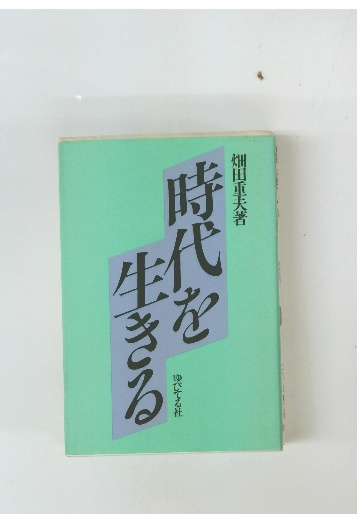 畑田重夫著
時代を
生きる
ゆぴてる社